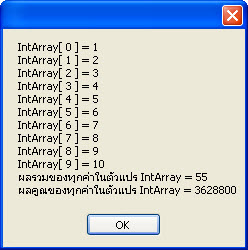 IntArray[ 0 ] = 1
IntArray[ 1 ] = 2
IntArray[ 2 ] = 3
IntArray[ 3 ] = 4
IntArray[ 4 ] = 5
IntArray[ 5 ] = 6
IntArray[ 6 ] = 7
IntArray[ 7 ] = 8
IntArray[ 8 ] = 9
IntArray[ 9 ] = 10
ผลรวมของทุกค่าในตัวแปร IntArray = 55
ผลคูณของทุกค่าในตัวแปร IntArray = 3628800
OK